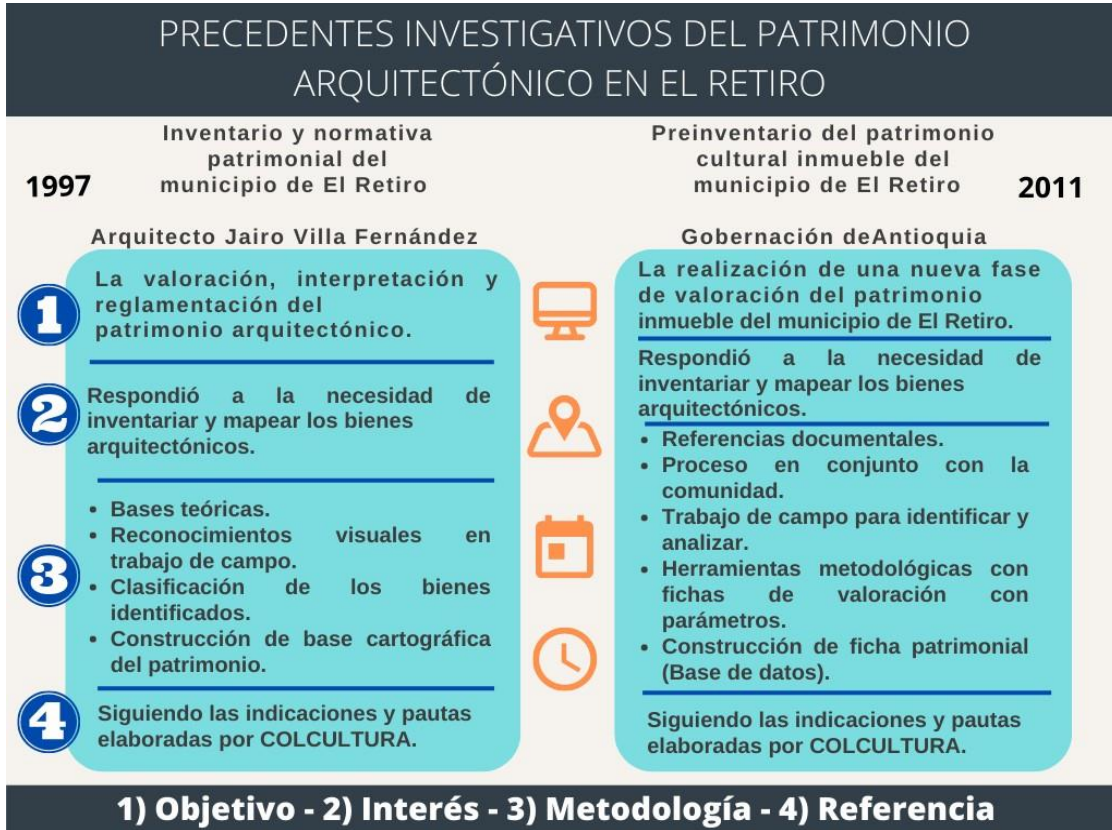 PRECEDENTES INVESTIGATIVOS DEL PATRIMONIO
ARQUITECTÓNICO EN EL RETIRO
1997
Inventario y normativa
patrimonial del
municipio de El Retiro
Arquitecto Jairo Villa Fernández
1
La valoración, interpretación y
reglamentación del
patrimonio arquitectónico.
2
Respondió a la necesidad de
inventariar y mapear los bienes
arquitectónicos.
3
• Bases teóricas.
• Reconocimientos visuales en
trabajo de campo.
• Clasificación de los bienes
identificados.
• Construcción de base cartográfica
del patrimonio.
4
Siguiendo las indicaciones y pautas
elaboradas por COLCULTURA.
Preinventario del patrimonio
cultural inmueble del
municipio de El Retiro
2011
Gobernación deAntioquia
La realización de una nueva fase
de valoración del patrimonio
inmueble del municipio de El Retiro.
Respondió a la necesidad de
inventariar y mapear los bienes
arquitectónicos.
• Referencias documentales.
• Proceso en conjunto con la
comunidad.
• Trabajo de campo para identificar y
analizar.
• Herramientas metodológicas con
fichas de valoración con
parámetros.
• Construcción de ficha patrimonial
(Base de datos).
Siguiendo las indicaciones y pautas
elaboradas por COLCULTURA.
1) Objetivo - 2) Interés - 3) Metodología - 4) Referencia